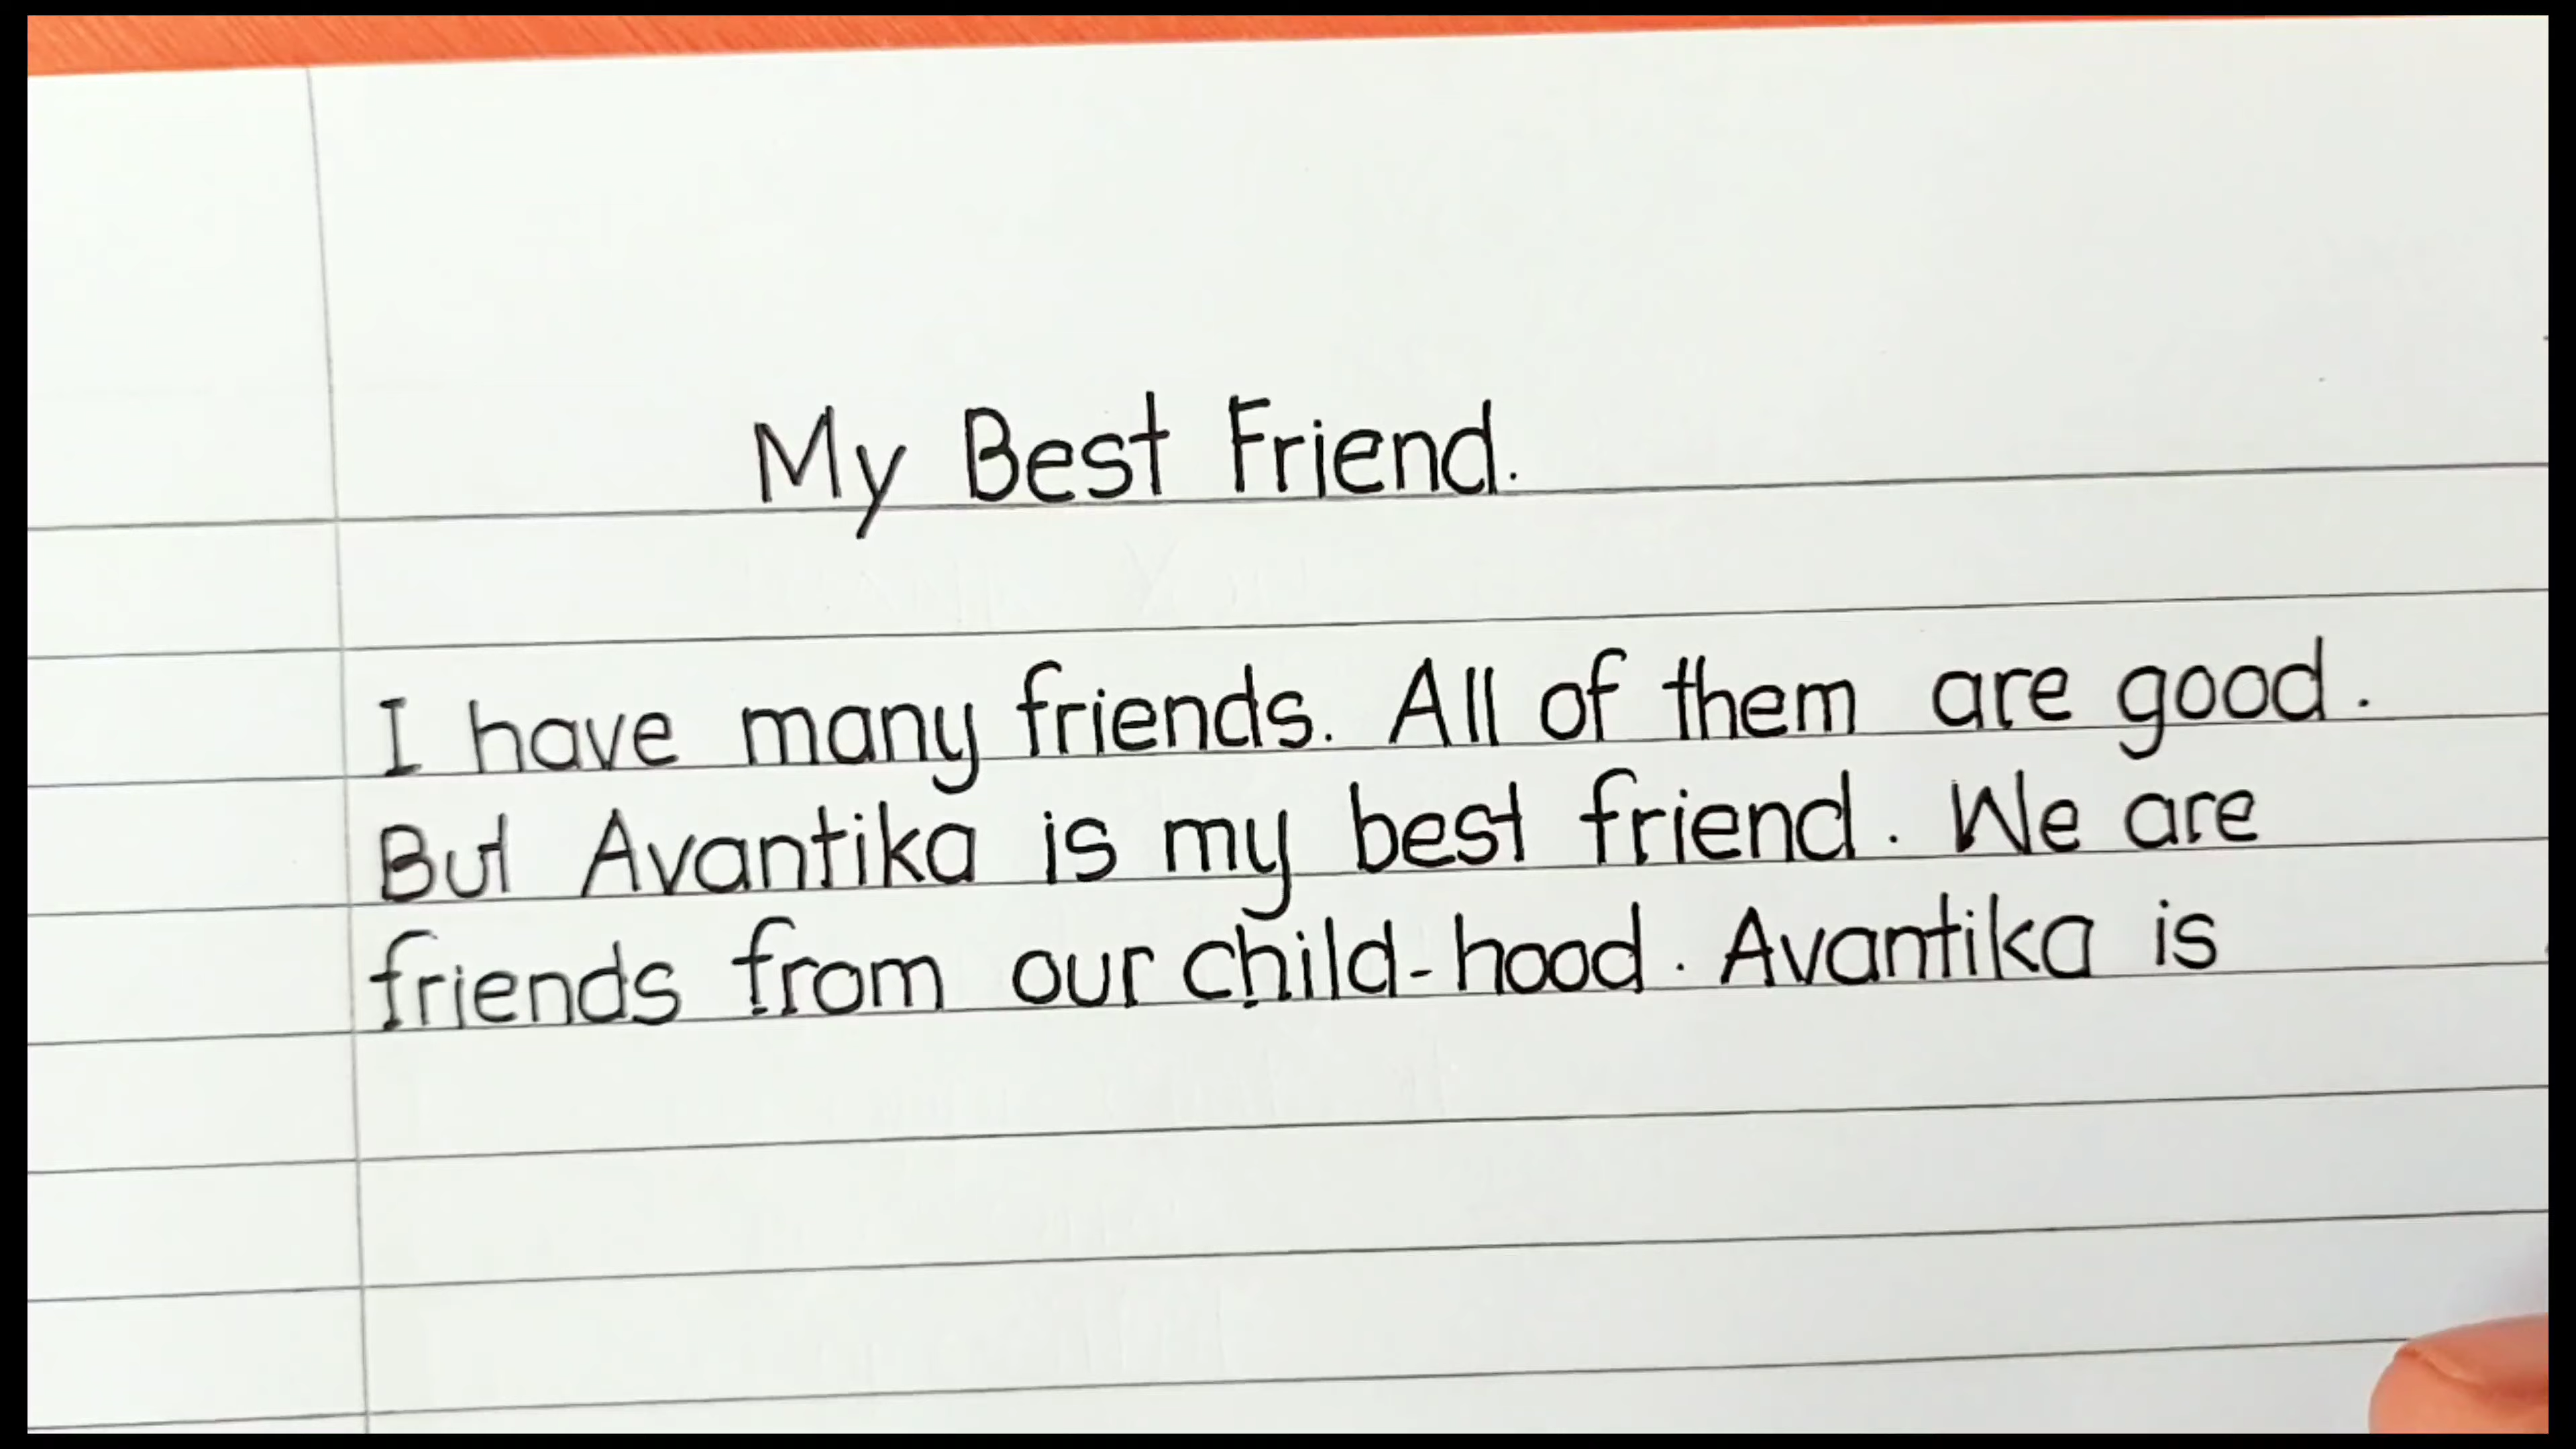 My Best Friend.
I have many friends. All of them are good.
But Avantika is my best friend. We are
friends from our child-hood. Avantika is